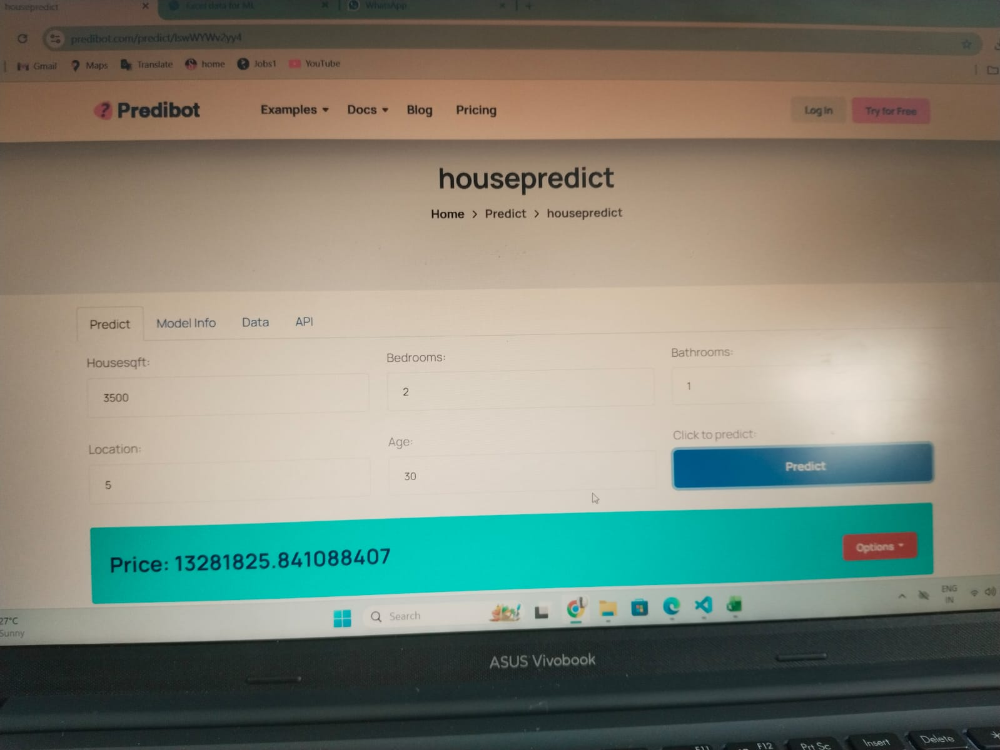 housepredict
Excel data for ML
WhatsApp
predibot.com/predict/lswWYWv2yy4
Gmail Maps Translate home Jobs1 YouTube
Predibot Examples Docs Blog Pricing Log In Try for Free
housepredict
Home > Predict > housepredict
Predict Model Info Data API
Housesqft: Bedrooms: Bathrooms:
3500 2 1
Location: Age: Click to predict:
5 30 Predict
Price: 13281825.841088407 Options
27°C
Sunny
Search
ENG
IN
ASUS Vivobook
F11 F12 Prt Sc Insert Delete